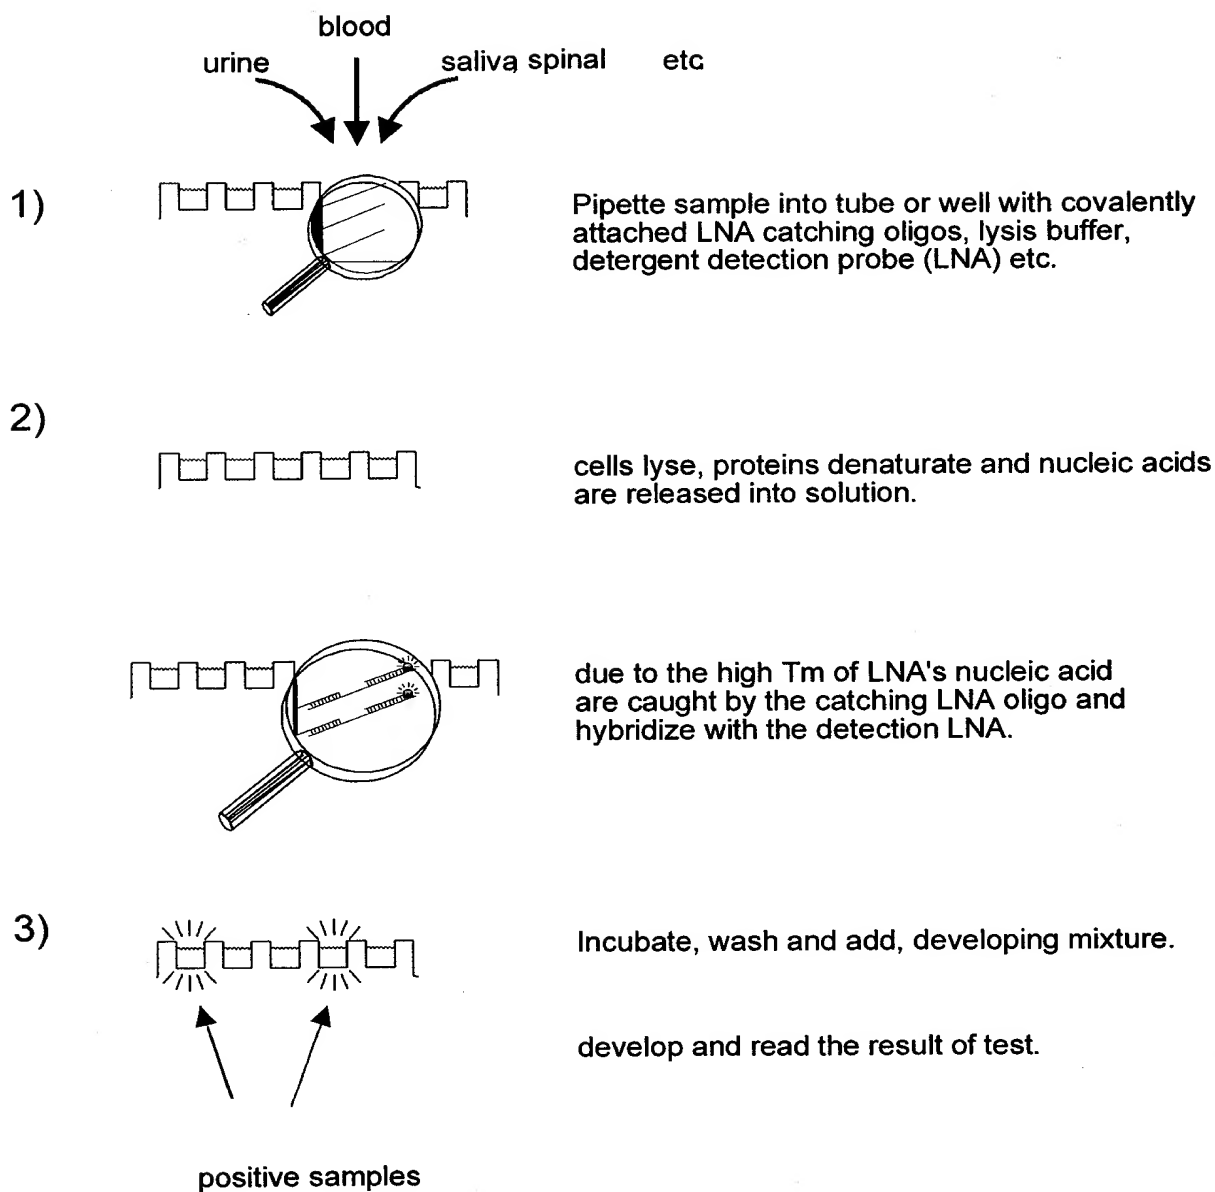 blood
urine
saliva, spinal etc
1)
Pipette sample into tube or well with covalently
attached LNA catching oligos, lysis buffer,
detergent detection probe (LNA) etc.
2)
cells lyse, proteins denaturate and nucleic acids
are released into solution.
due to the high Tm of LNA's nucleic acid
are caught by the catching LNA oligo and
hybridize with the detection LNA.
3)
Incubate, wash and add, developing mixture.
develop and read the result of test.
positive samples